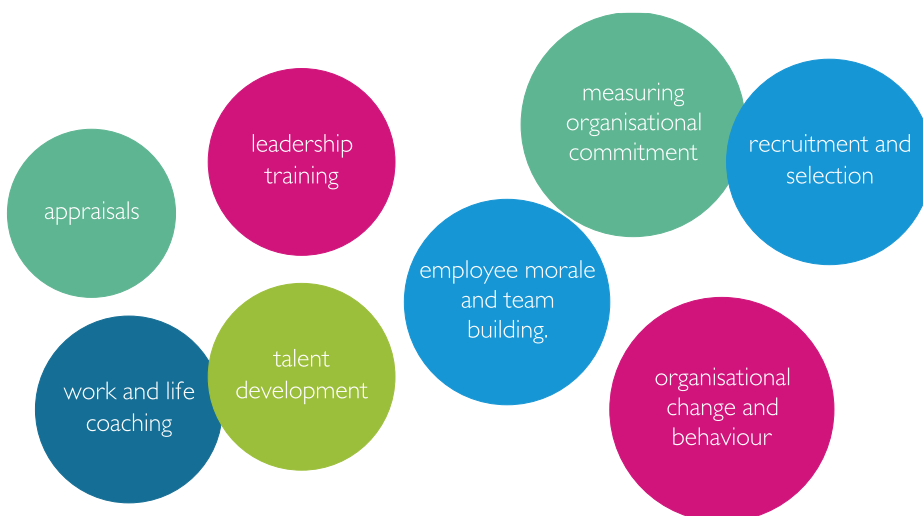 appraisals
leadership
training
measuring
organisational
commitment
recruitment and
selection
employee morale
and team
building.
work and life
coaching
talent
development
organisational
change and
behaviour